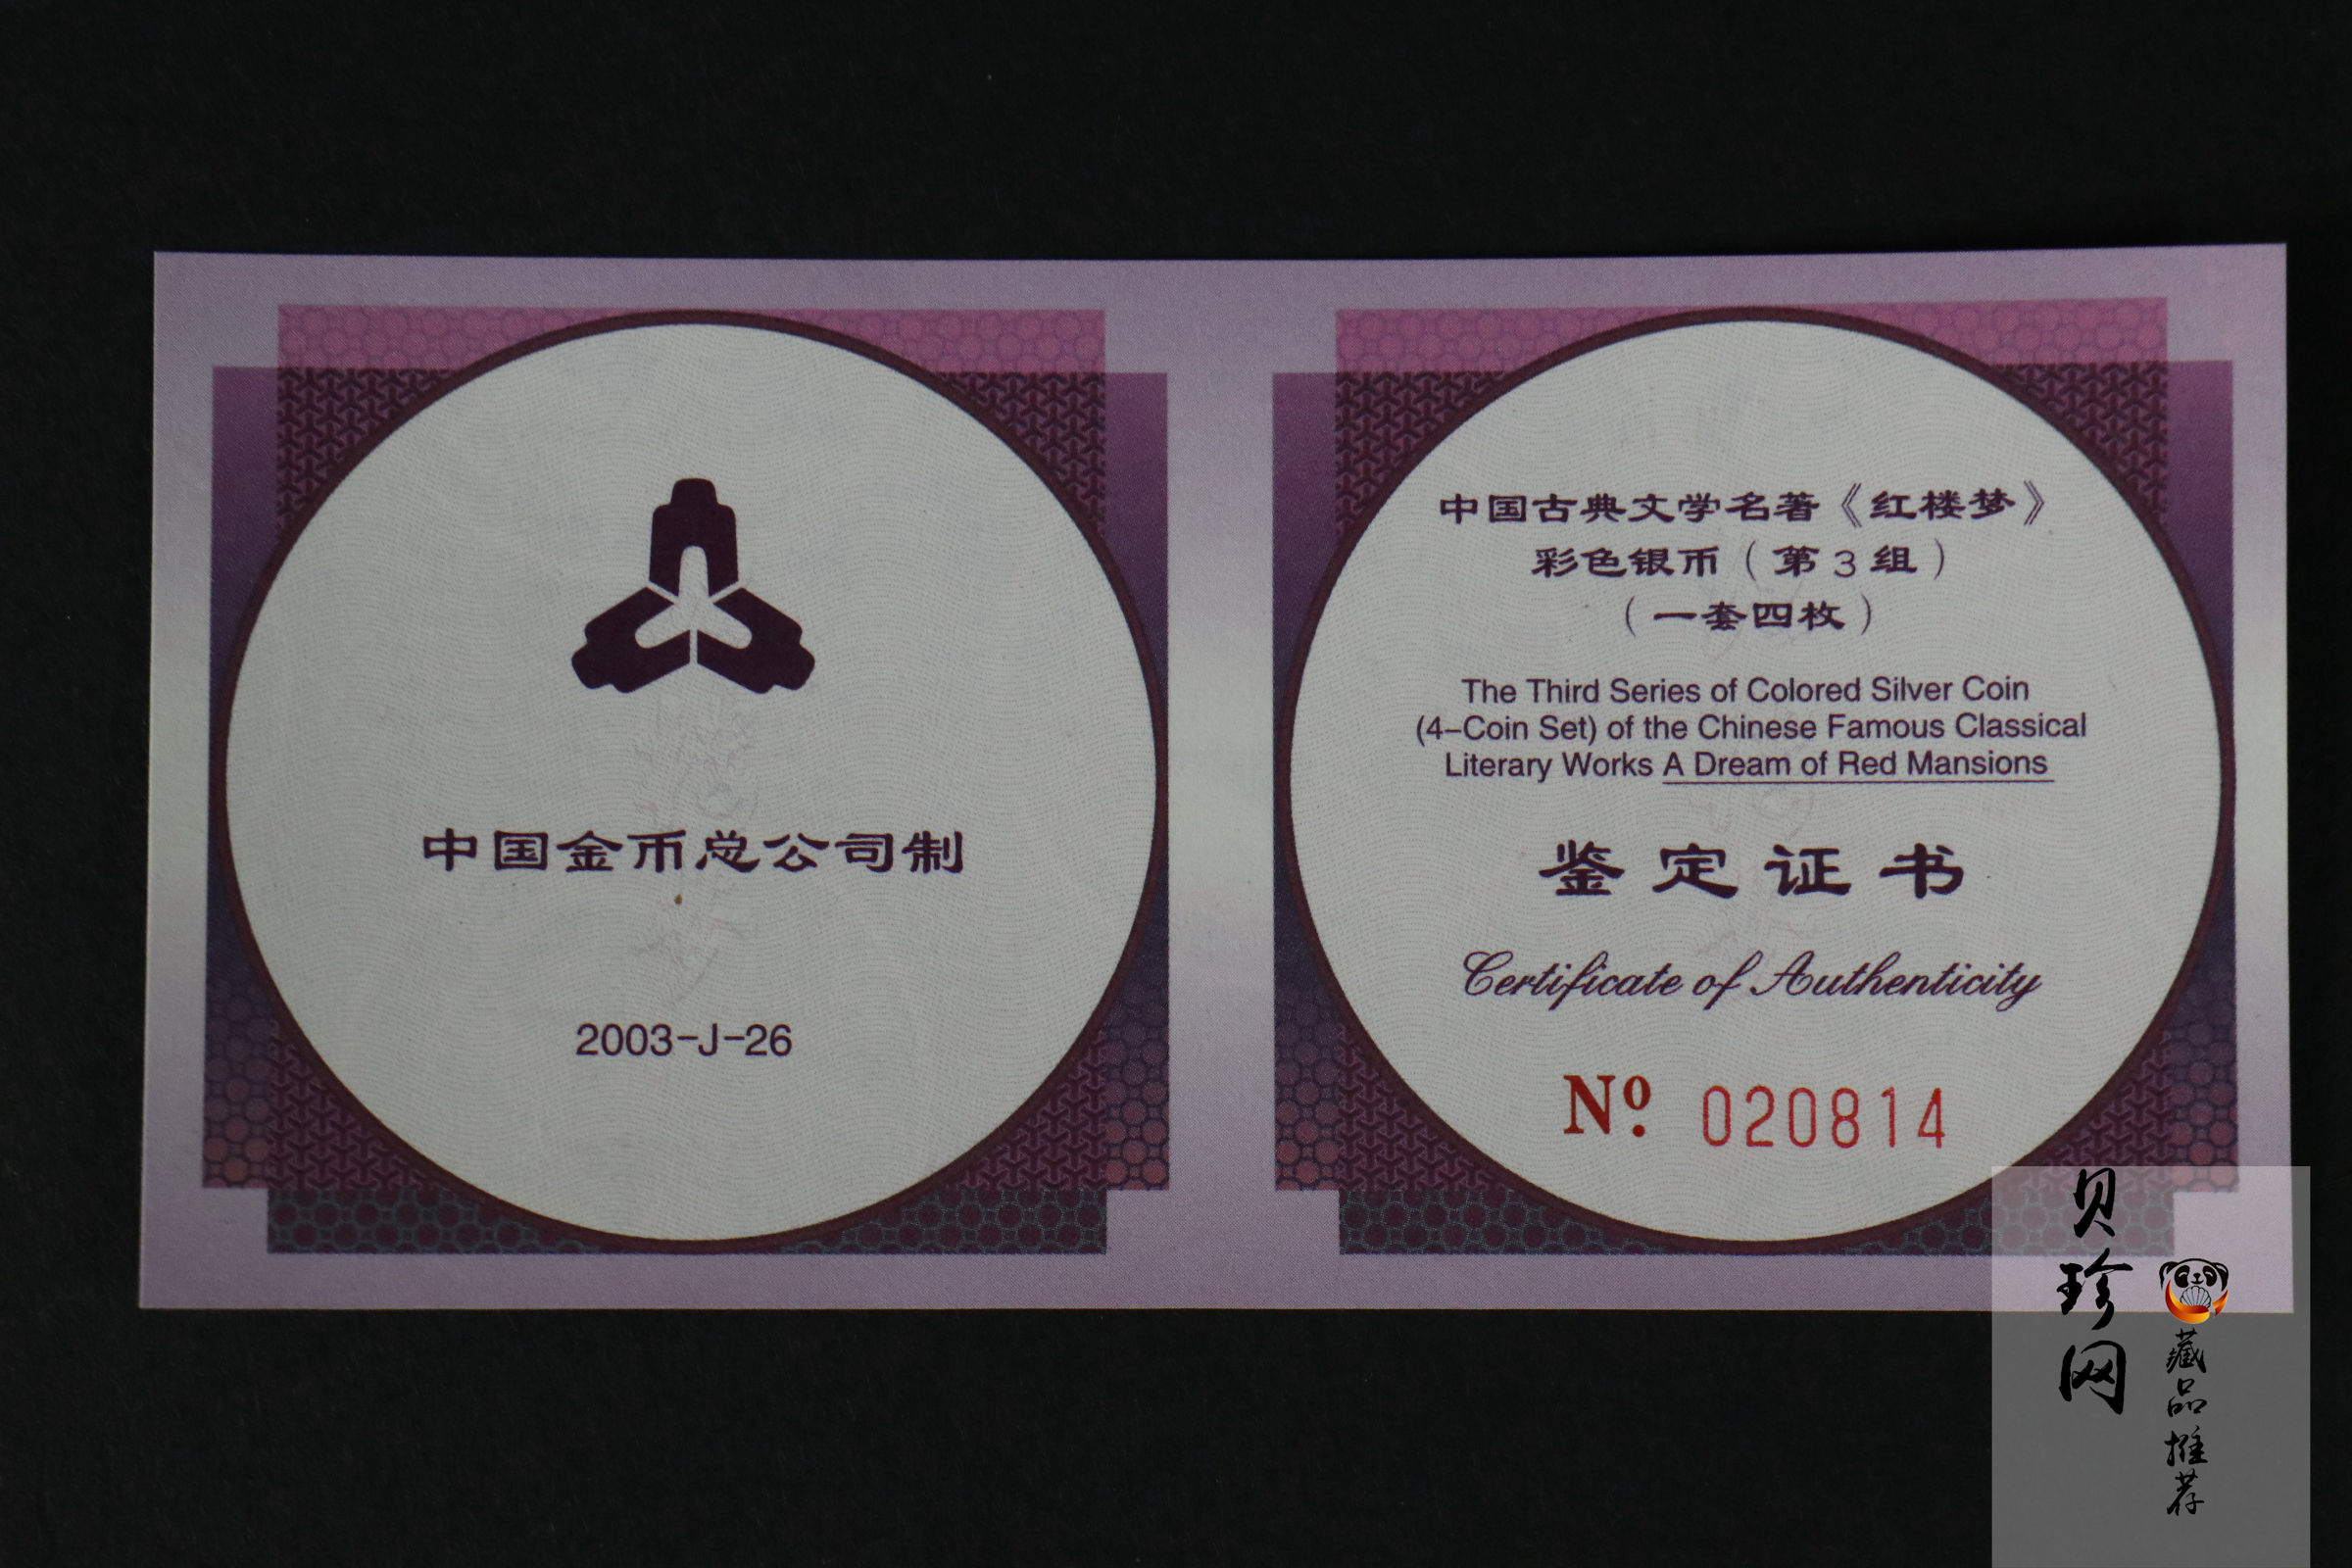 中国金币总公司制
2003-J-26
中国古典文学名著《红楼梦》
彩色银币（第3组）
（一套四枚）
The Third Series of Colored Silver Coin
(4-Coin Set) of the Chinese Famous Classical
Literary Works A Dream of Red Mansions
鉴定证书
Certificate of Authenticity
Nº 020814
贝珍网
藏品推荐